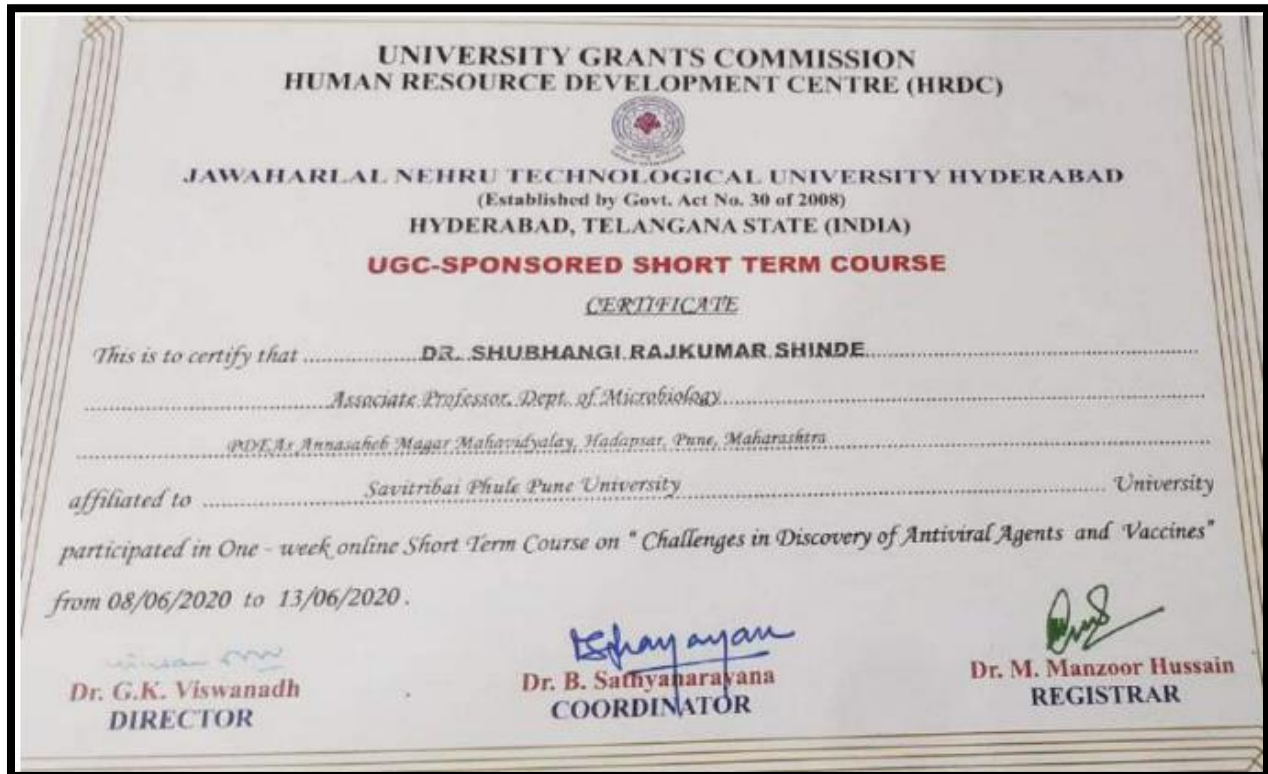 UNIVERSITY GRANTS COMMISSION
HUMAN RESOURCE DEVELOPMENT CENTRE (HRDC)
JAWAHARLAL NEHRU TECHNOLOGICAL UNIVERSITY HYDERABAD
(Established by Govt. Act No. 30 of 2008)
HYDERABAD, TELANGANA STATE (INDIA)
UGC-SPONSORED SHORT TERM COURSE
CERTIFICATE
This is to certify that DR. SHUBHANGI RAJKUMAR SHINDE
Associate Professor, Dept. of Microbiology
PDEAs Annasaheb Magar Mahavidyalay, Hadapsar, Pune, Maharashtra
affiliated to Savitribai Phule Pune University University
participated in One - week online Short Term Course on " Challenges in Discovery of Antiviral Agents and Vaccines"
from 08/06/2020 to 13/06/2020 .
Dr. G.K. Viswanadh
DIRECTOR
Dr. B. Sathyanarayana
COORDINATOR
Dr. M. Manzoor Hussain
REGISTRAR